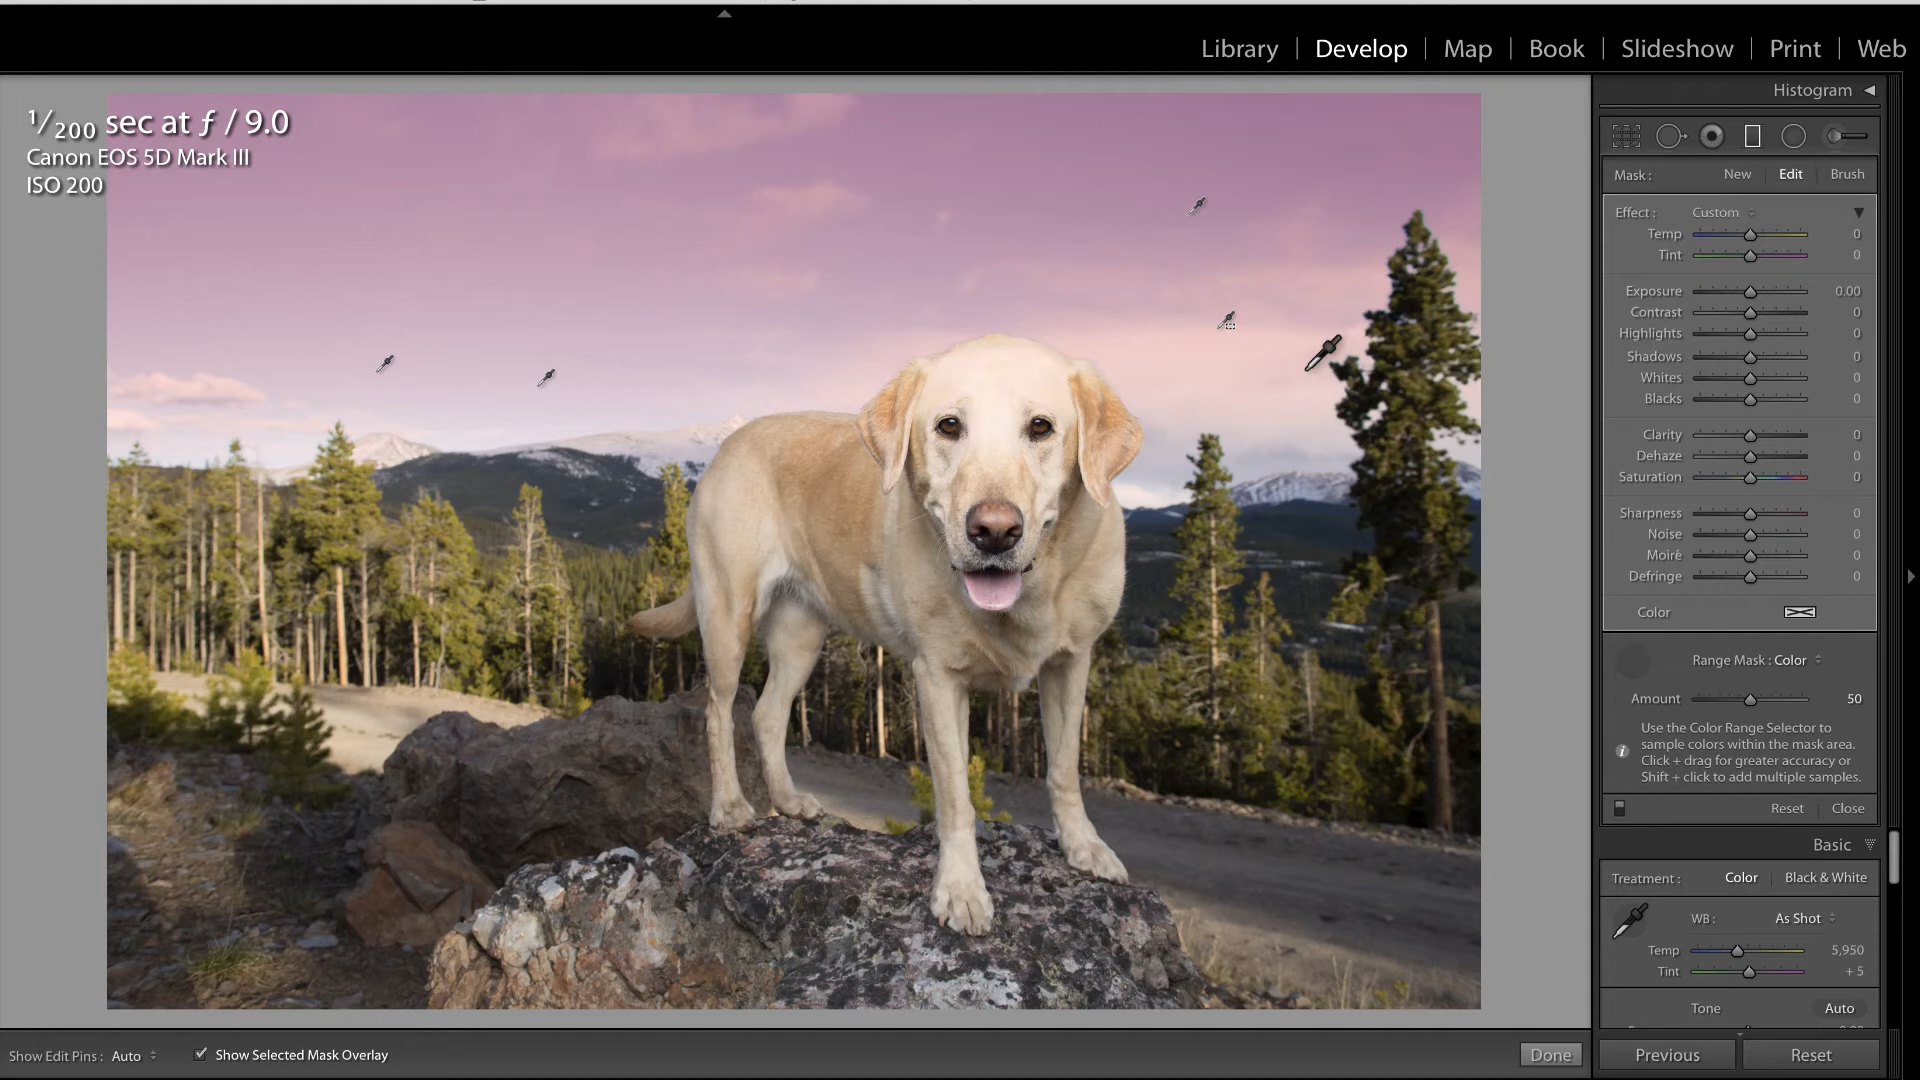 Library | Develop | Map | Book | Slideshow | Print | Web
1/200 sec at ƒ / 9.0
Canon EOS 5D Mark III
ISO 200
Histogram
Mask : New Edit Brush
Effect : Custom
Temp 0
Tint 0
Exposure 0.00
Contrast 0
Highlights 0
Shadows 0
Whites 0
Blacks 0
Clarity 0
Dehaze 0
Saturation 0
Sharpness 0
Noise 0
Moiré 0
Defringe 0
Color
Range Mask : Color
Amount 50
Use the Color Range Selector to
sample colors within the mask area.
Click + drag for greater accuracy or
Shift + click to add multiple samples.
Reset Close
Basic
Treatment : Color Black & White
WB : As Shot
Temp 5,950
Tint + 5
Tone Auto
Show Edit Pins : Auto Show Selected Mask Overlay Done Previous Reset